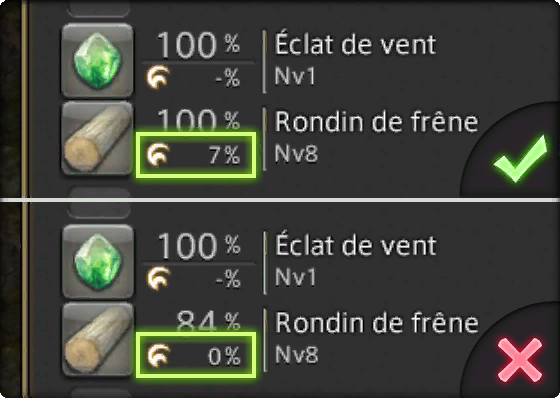 100 % Éclat de vent
-% Nv1
100 % Rondin de frêne
7% Nv8
100 % Éclat de vent
-% Nv1
84 % Rondin de frêne
0% Nv8